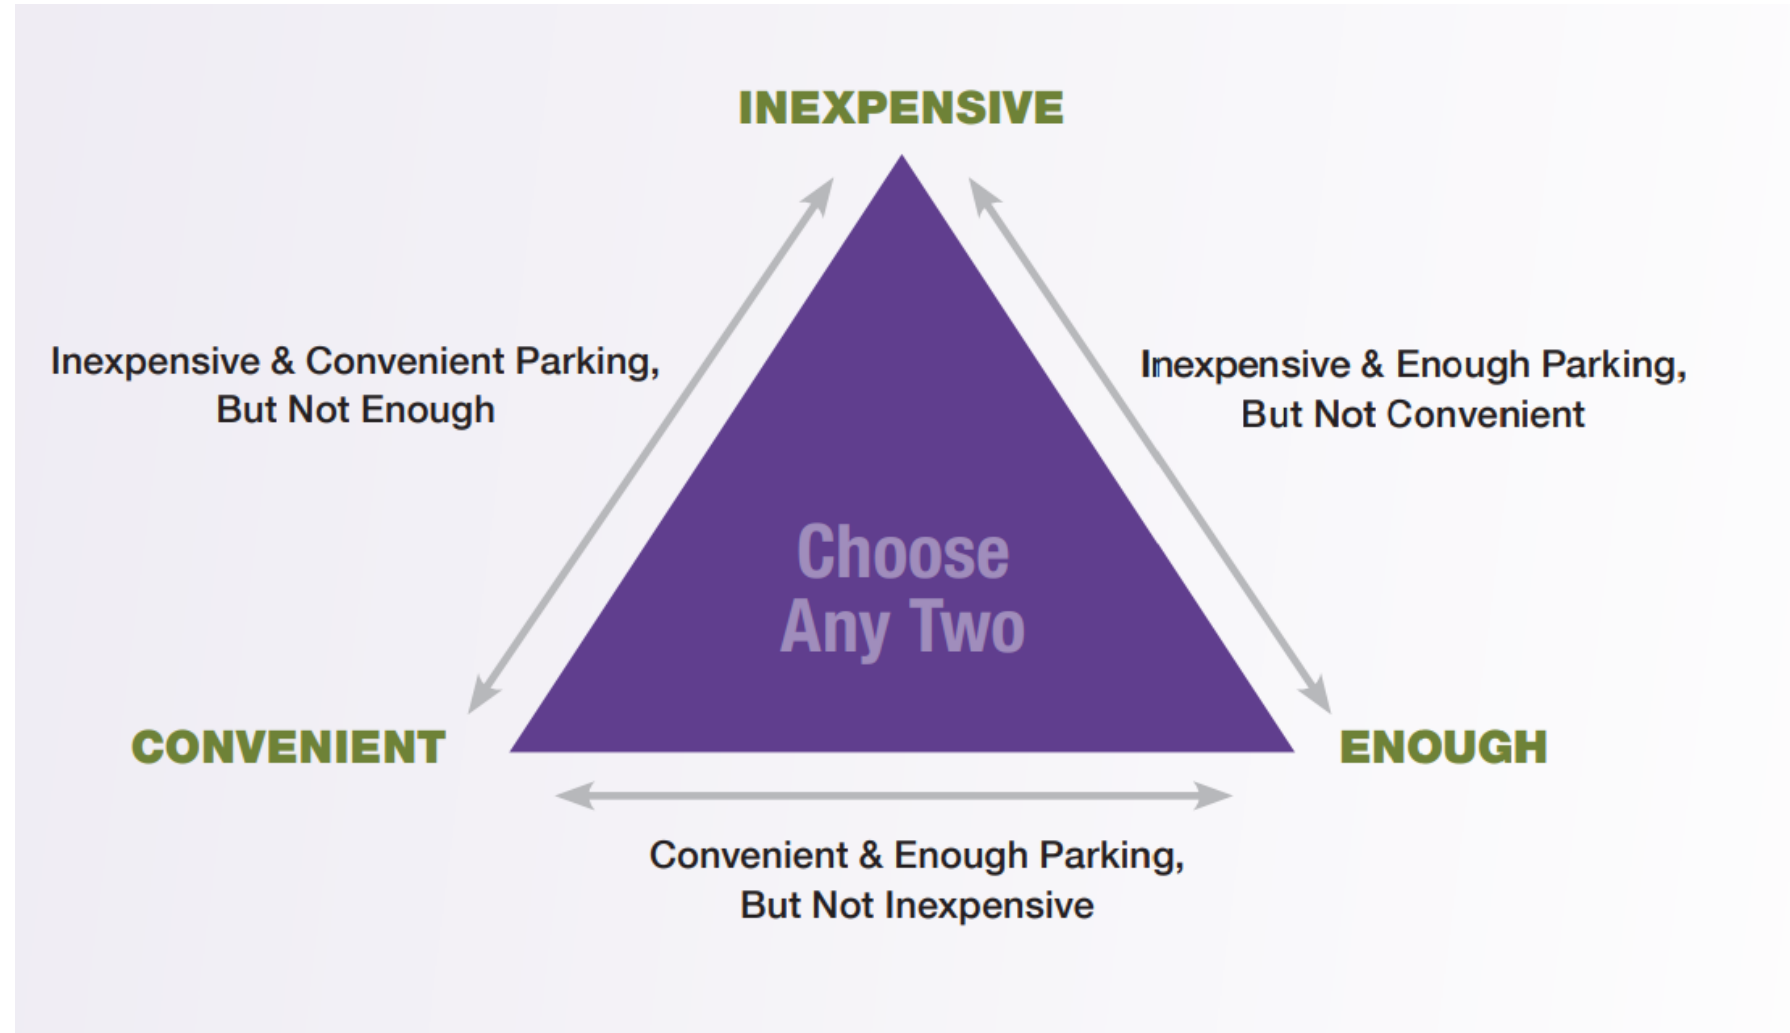 INEXPENSIVE
Inexpensive & Convenient Parking,
But Not Enough
Inexpensive & Enough Parking,
But Not Convenient
Choose
Any Two
CONVENIENT
ENOUGH
Convenient & Enough Parking,
But Not Inexpensive